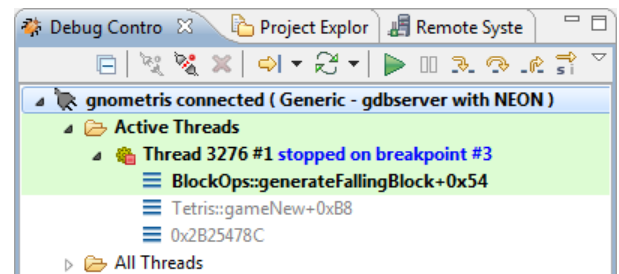 Debug Contro Project Explor Remote Syste
si
gnometris connected ( Generic - gdbserver with NEON )
Active Threads
Thread 3276 #1 stopped on breakpoint #3
BlockOps::generateFallingBlock+0x54
Tetris::gameNew+0xB8
0x2B25478C
All Threads